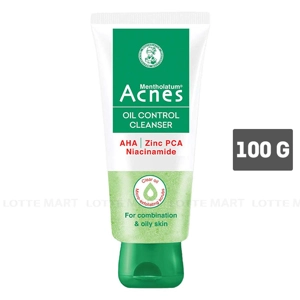 Mentholatum®
Acnes
OIL CONTROL
CLEANSER
AHA | Zinc PCA
Niacinamide
For combination
& oily skin
100 G
LOTTE MART